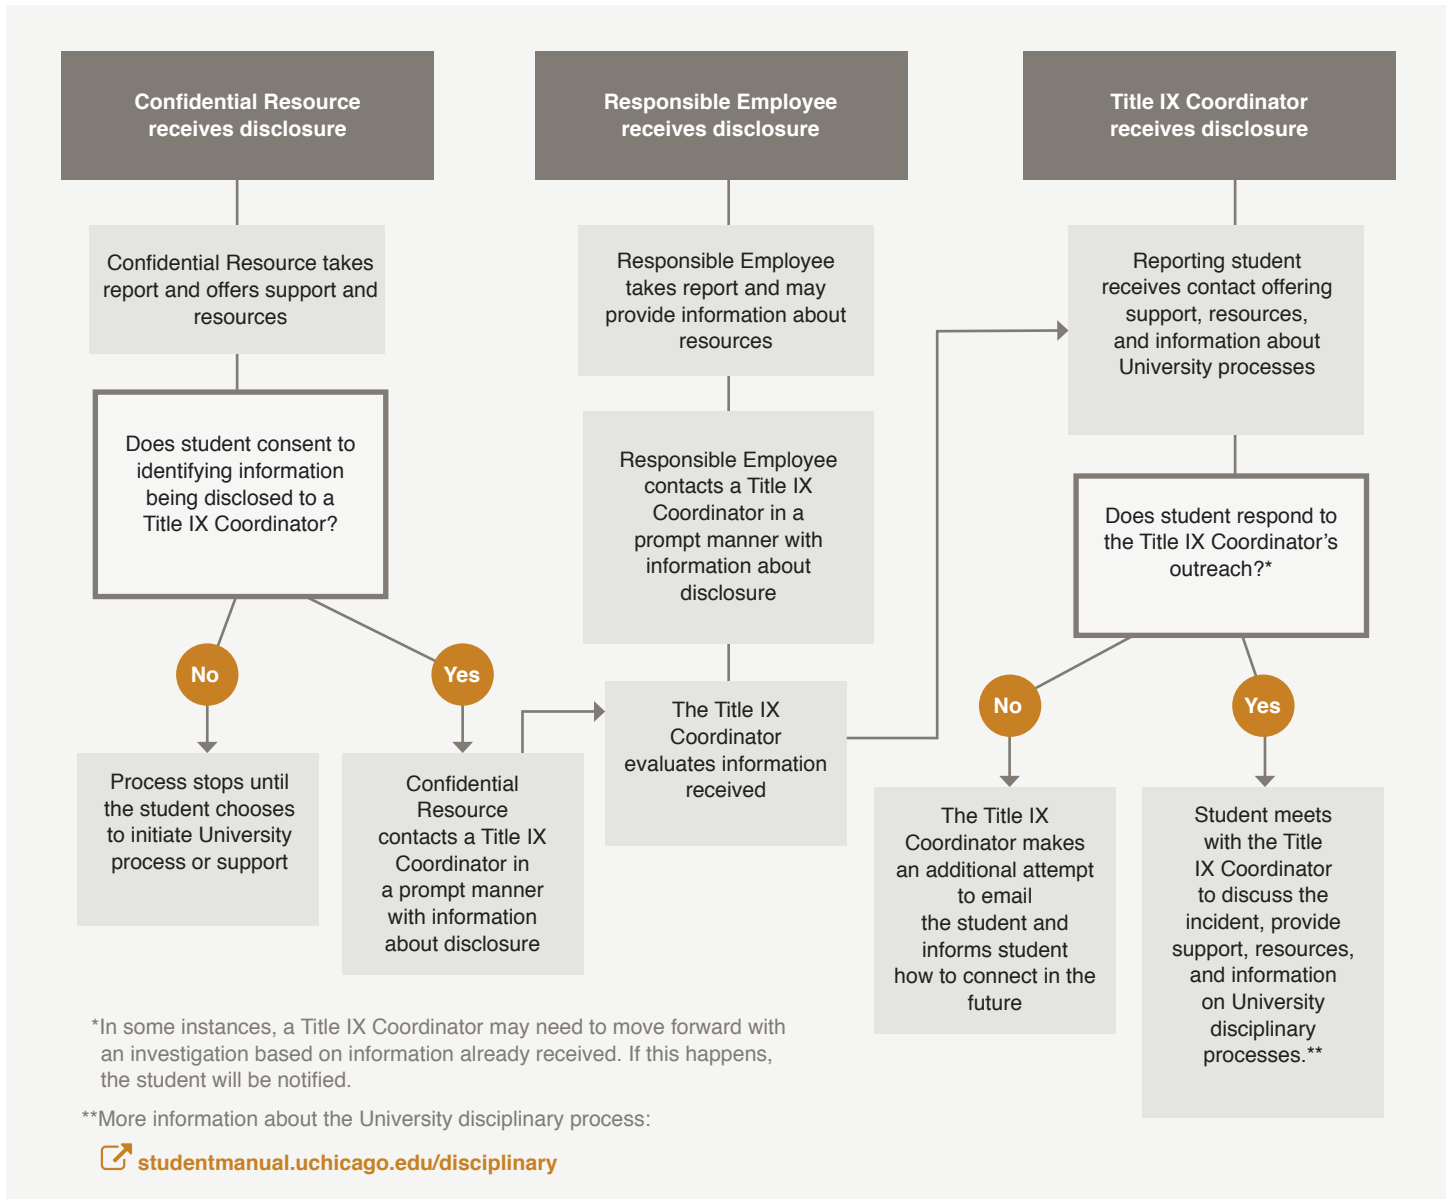 Confidential Resource
receives disclosure
Responsible Employee
receives disclosure
Title IX Coordinator
receives disclosure
Confidential Resource takes
report and offers support and
resources
Does student consent to
identifying information
being disclosed to a
Title IX Coordinator?
No
Yes
Process stops until
the student chooses
to initiate University
process or support
Confidential
Resource
contacts a Title IX
Coordinator in
a prompt manner
with information
about disclosure
Responsible Employee
takes report and may
provide information about
resources
Responsible Employee
contacts a Title IX
Coordinator in a
prompt manner with
information about
disclosure
The Title IX
Coordinator
evaluates information
received
Reporting student
receives contact offering
support, resources,
and information about
University processes
Does student respond to
the Title IX Coordinator’s
outreach?*
No
Yes
The Title IX
Coordinator makes
an additional attempt
to email
the student and
informs student
how to connect in the
future
Student meets
with the Title
IX Coordinator
to discuss the
incident, provide
support, resources,
and information
on University
disciplinary
processes.**
*In some instances, a Title IX Coordinator may need to move forward with
an investigation based on information already received. If this happens,
the student will be notified.
**More information about the University disciplinary process:
studentmanual.uchicago.edu/disciplinary